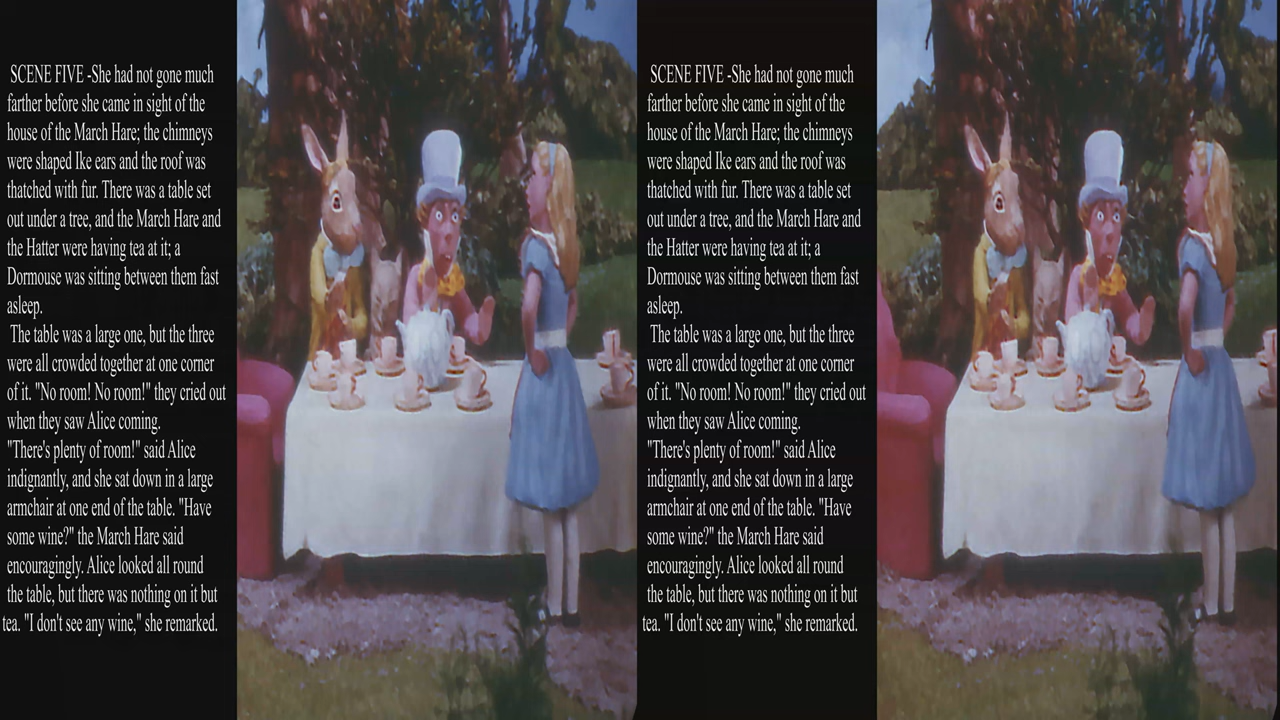 SCENE FIVE -She had not gone much
farther before she came in sight of the
house of the March Hare; the chimneys
were shaped Ike ears and the roof was
thatched with fur. There was a table set
out under a tree, and the March Hare and
the Hatter were having tea at it; a
Dormouse was sitting between them fast
asleep.
The table was a large one, but the three
were all crowded together at one corner
of it. "No room! No room!" they cried out
when they saw Alice coming.
"There's plenty of room!" said Alice
indignantly, and she sat down in a large
armchair at one end of the table. "Have
some wine?" the March Hare said
encouragingly. Alice looked all round
the table, but there was nothing on it but
tea. "I don't see any wine," she remarked.
SCENE FIVE -She had not gone much
farther before she came in sight of the
house of the March Hare; the chimneys
were shaped Ike ears and the roof was
thatched with fur. There was a table set
out under a tree, and the March Hare and
the Hatter were having tea at it; a
Dormouse was sitting between them fast
asleep.
The table was a large one, but the three
were all crowded together at one corner
of it. "No room! No room!" they cried out
when they saw Alice coming.
"There's plenty of room!" said Alice
indignantly, and she sat down in a large
armchair at one end of the table. "Have
some wine?" the March Hare said
encouragingly. Alice looked all round
the table, but there was nothing on it but
tea. "I don't see any wine," she remarked.